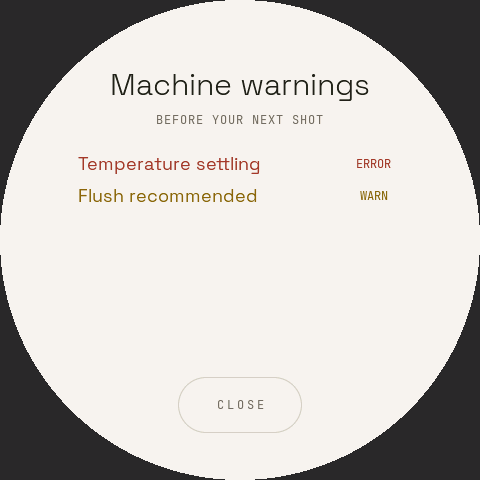 Machine warnings
BEFORE YOUR NEXT SHOT
Temperature settling ERROR
Flush recommended WARN
CLOSE